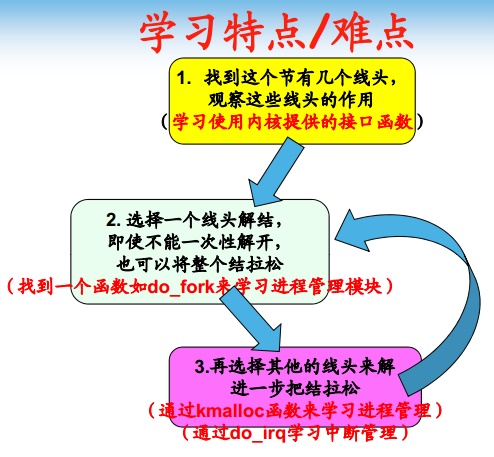 学习特点/难点
1. 找到这个节有几个线头，
观察这些线头的作用
（学习使用内核提供的接口函数）
2. 选择一个线头解结，
即使不能一次性解开，
也可以将整个结拉松
（找到一个函数如do_fork来学习进程管理模块）
3.再选择其他的线头来解
进一步把结拉松
（通过kmalloc函数来学习进程管理）
（通过do_irq学习中断管理）